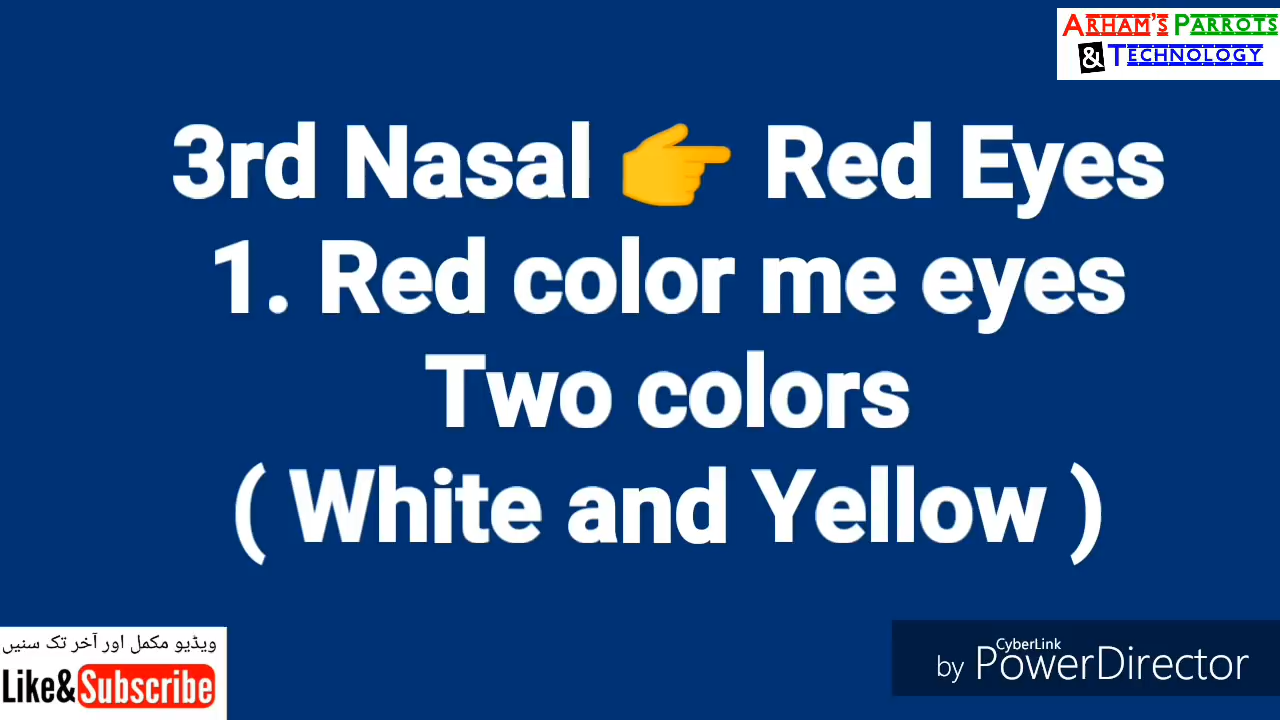 ARHAM'S PARROTS
& TECHNOLOGY
3rd Nasal 👉 Red Eyes
1. Red color me eyes
Two colors
( White and Yellow )
ویڈیو مکمل اور آخر تک سنیں
Like& Subscribe
CyberLink
by PowerDirector